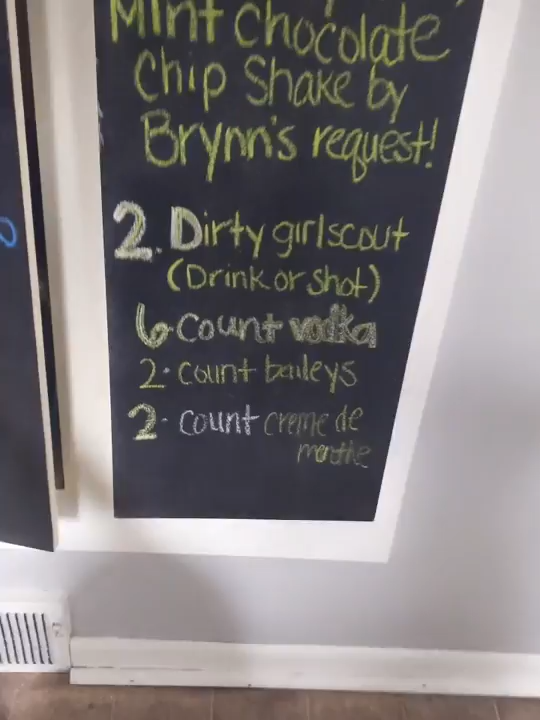 Mint Chocolate
Chip Shake by
Brynn's request!
2. Dirty girlscout
(Drink or shot)
6-count vodka
2-count baileys
2-count creme de
menthe